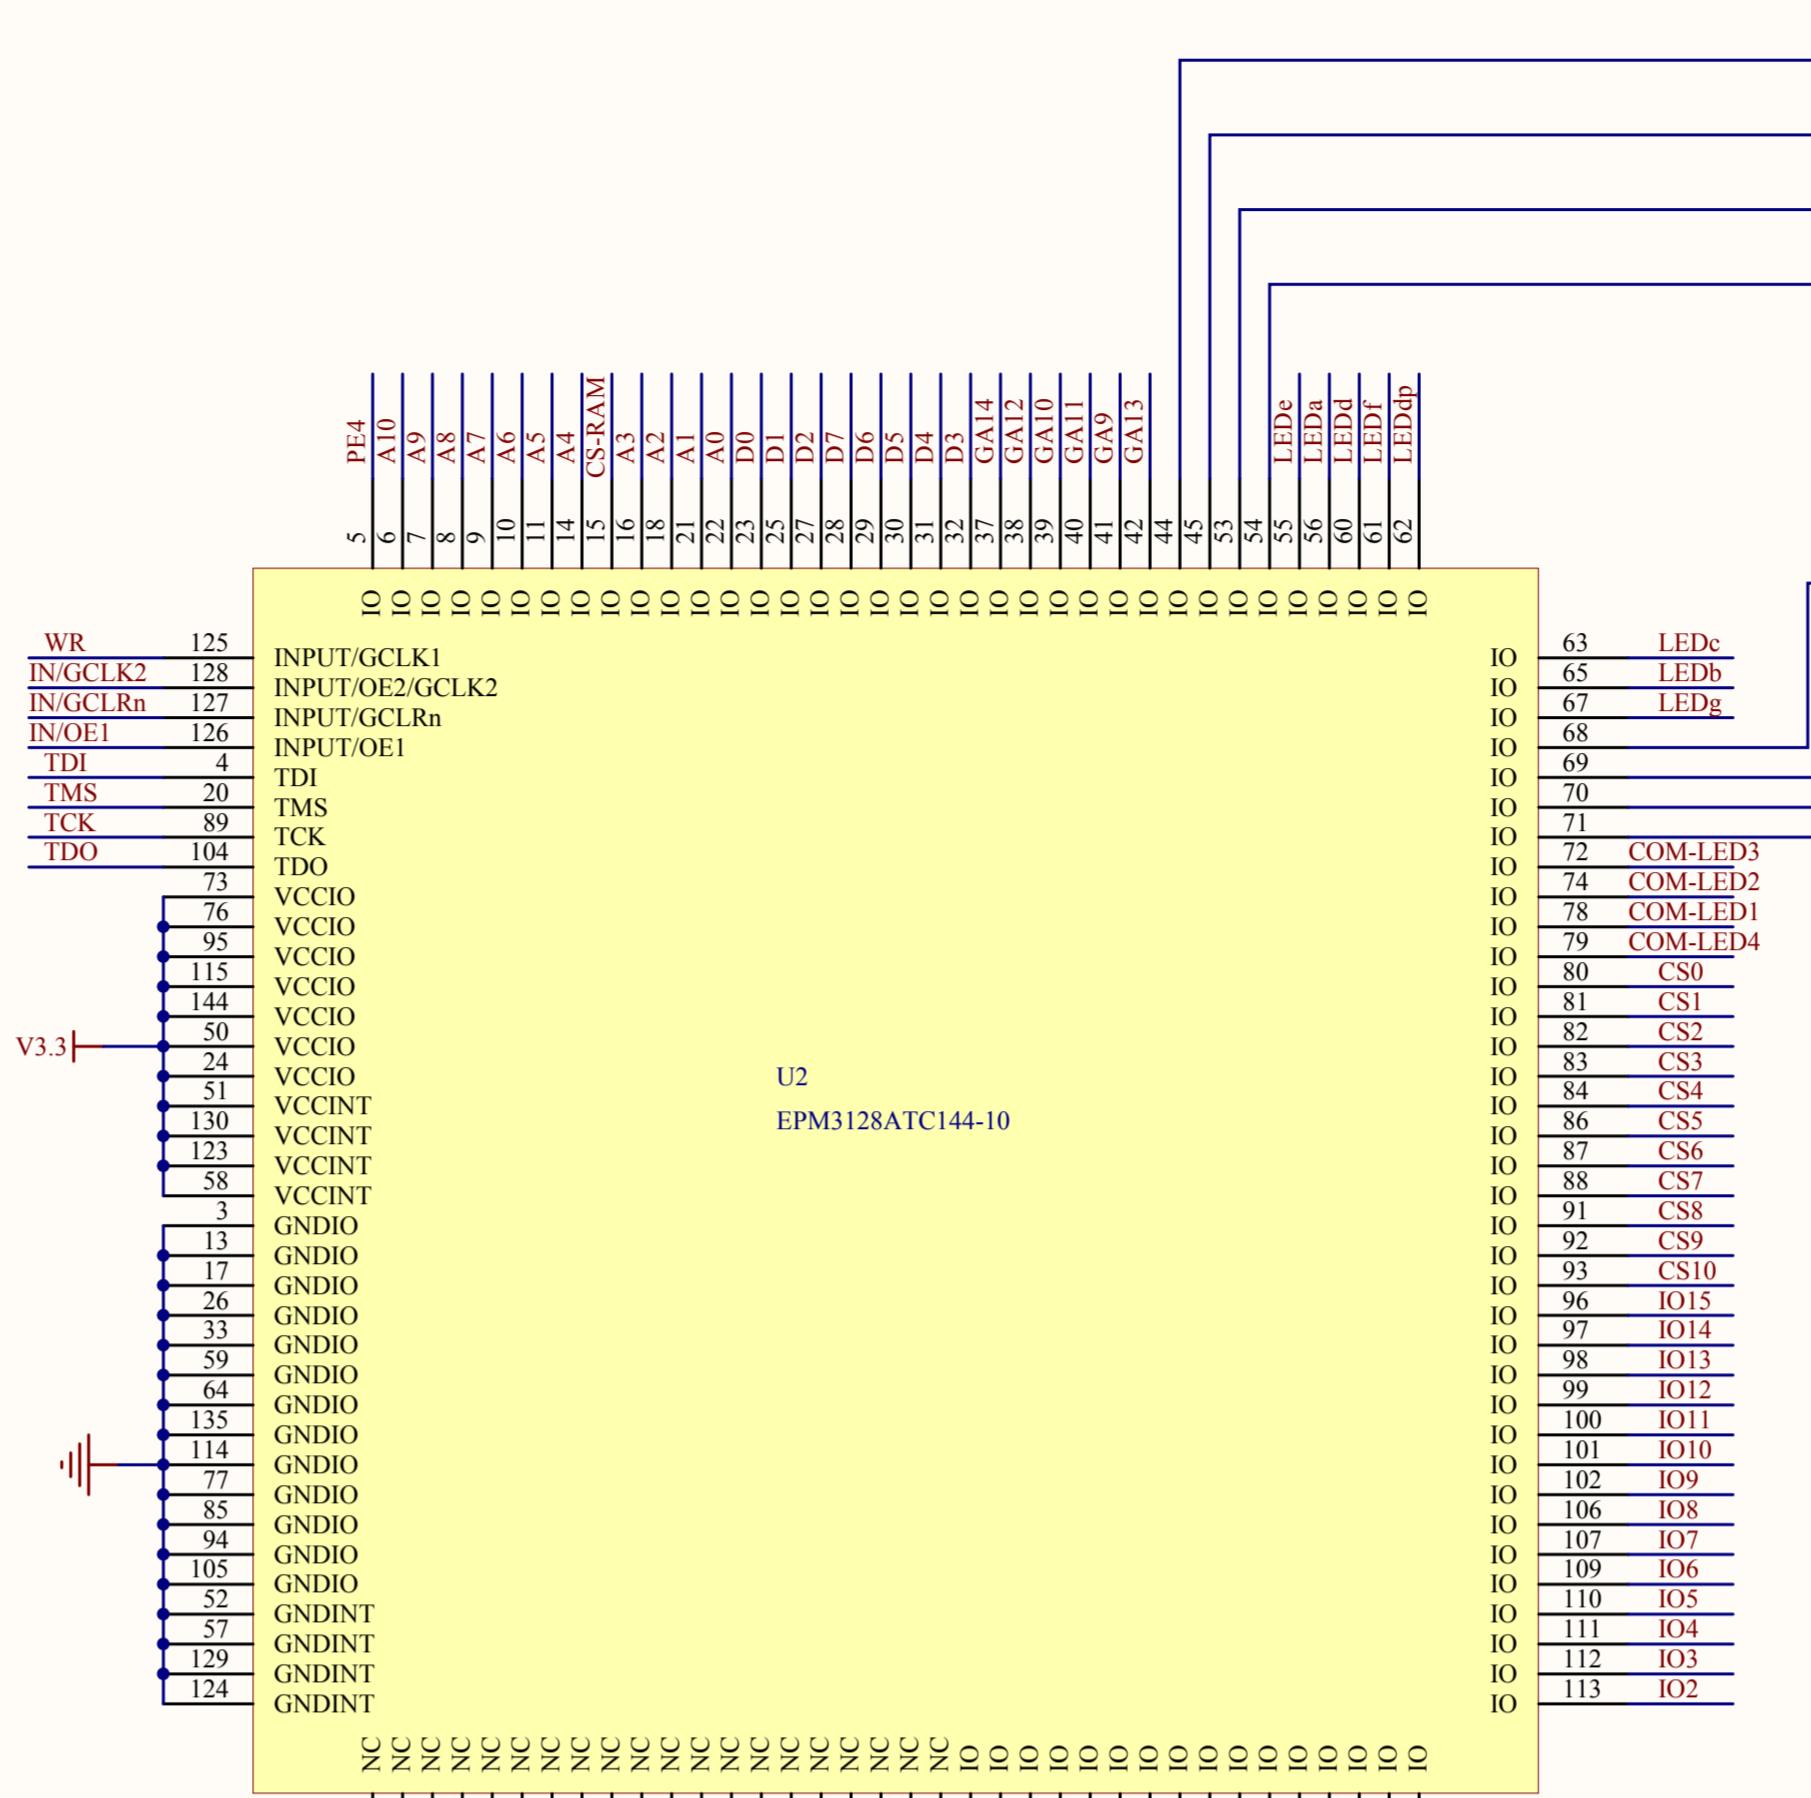 PE4 A10 A9 A8 A7 A6 A5 A4 CS-RAM A3 A2 A1 A0 D0 D1 D2 D7 D6 D5 D4 D3 GA14 GA12 GA10 GA11 GA9 GA13 LEDe LEDa LEDd LEDf LEDdp
5 6 7 8 9 10 11 14 15 16 18 21 22 23 25 27 28 29 30 31 32 37 38 39 40 41 42 44 45 53 54 55 56 60 61 62
IO IO IO IO IO IO IO IO IO IO IO IO IO IO IO IO IO IO IO IO IO IO IO IO IO IO IO IO IO IO IO IO IO IO IO IO
WR 125 INPUT/GCLK1 IO 63 LEDc
IN/GCLK2 128 INPUT/OE2/GCLK2 IO 65 LEDb
IN/GCLRn 127 INPUT/GCLRn IO 67 LEDg
IN/OE1 126 INPUT/OE1 IO 68
TDI 4 TDI IO 69
TMS 20 TMS IO 70
TCK 89 TCK IO 71
TDO 104 TDO IO 72 COM-LED3
73 VCCIO IO 74 COM-LED2
76 VCCIO IO 78 COM-LED1
95 VCCIO IO 79 COM-LED4
115 VCCIO IO 80 CS0
144 VCCIO IO 81 CS1
V3.3 50 VCCIO IO 82 CS2
24 VCCIO U2 IO 83 CS3
51 VCCINT EPM3128ATC144-10 IO 84 CS4
130 VCCINT IO 86 CS5
123 VCCINT IO 87 CS6
58 VCCINT IO 88 CS7
3 GNDIO IO 91 CS8
13 GNDIO IO 92 CS9
17 GNDIO IO 93 CS10
26 GNDIO IO 96 IO15
33 GNDIO IO 97 IO14
59 GNDIO IO 98 IO13
64 GNDIO IO 99 IO12
135 GNDIO IO 100 IO11
114 GNDIO IO 101 IO10
77 GNDIO IO 102 IO9
85 GNDIO IO 106 IO8
94 GNDIO IO 107 IO7
105 GNDIO IO 109 IO6
52 GNDINT IO 110 IO5
57 GNDINT IO 111 IO4
129 GNDINT IO 112 IO3
124 GNDINT IO 113 IO2
NC NC NC NC NC NC NC NC NC NC NC NC NC NC NC NC NC NC NC NC IO IO IO IO IO IO IO IO IO IO IO IO IO IO IO IO